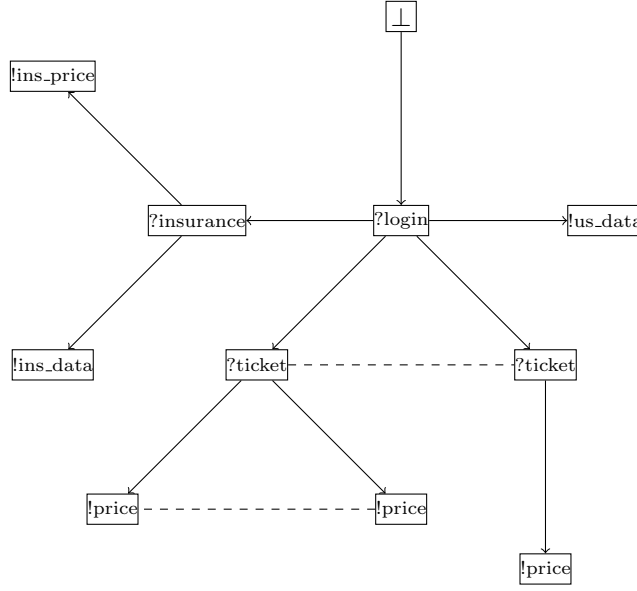 ⊥
!ins_price
?insurance
?login
!us_data
!ins_data
?ticket
?ticket
!price
!price
!price